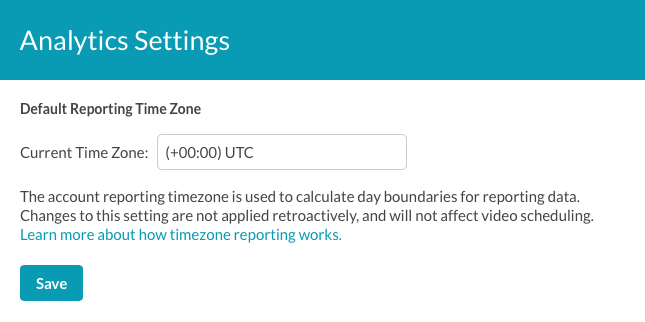 Analytics Settings
Default Reporting Time Zone
Current Time Zone: (+00:00) UTC
The account reporting timezone is used to calculate day boundaries for reporting data.
Changes to this setting are not applied retroactively, and will not affect video scheduling.
Learn more about how timezone reporting works.
Save